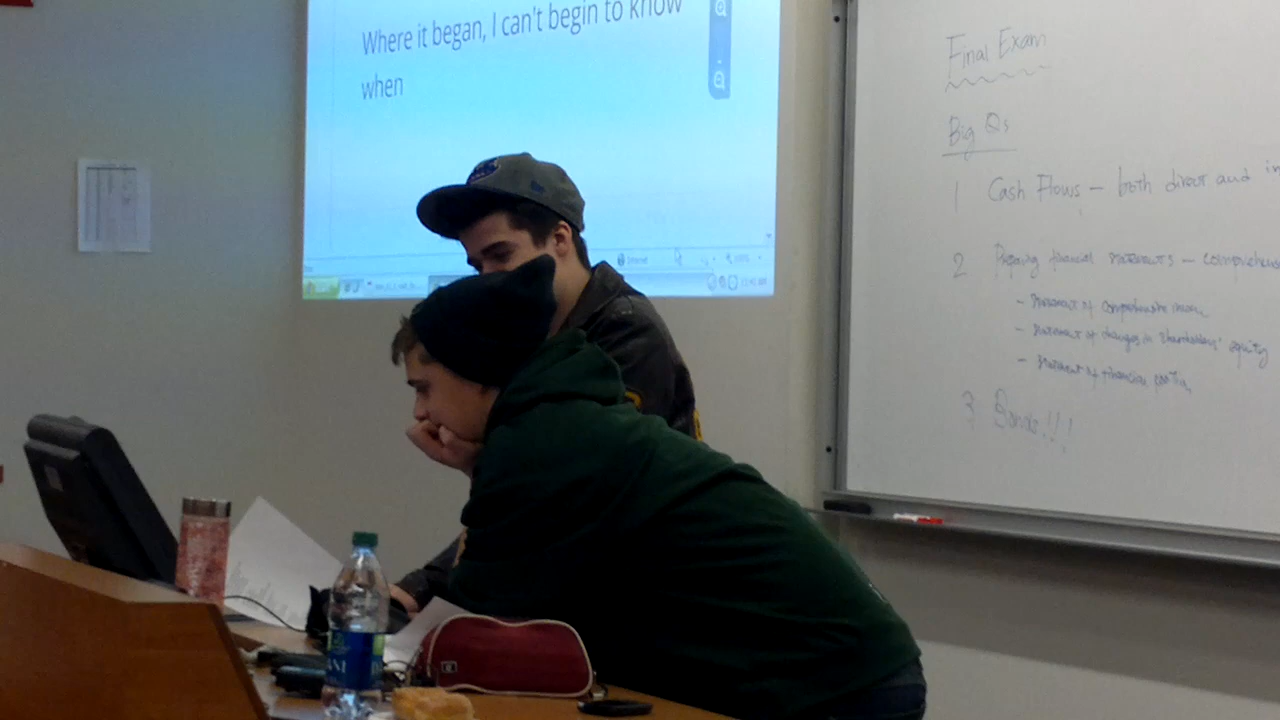 Where it began, I can't begin to know
when
Final Exam
Big Qs
1 Cash Flows - both direct and in
2 Preparing financial statements - comprehens
- statement of comprehensive income
- statement of changes in shareholders' equity
- statement of financial position
3 Bonds!!!